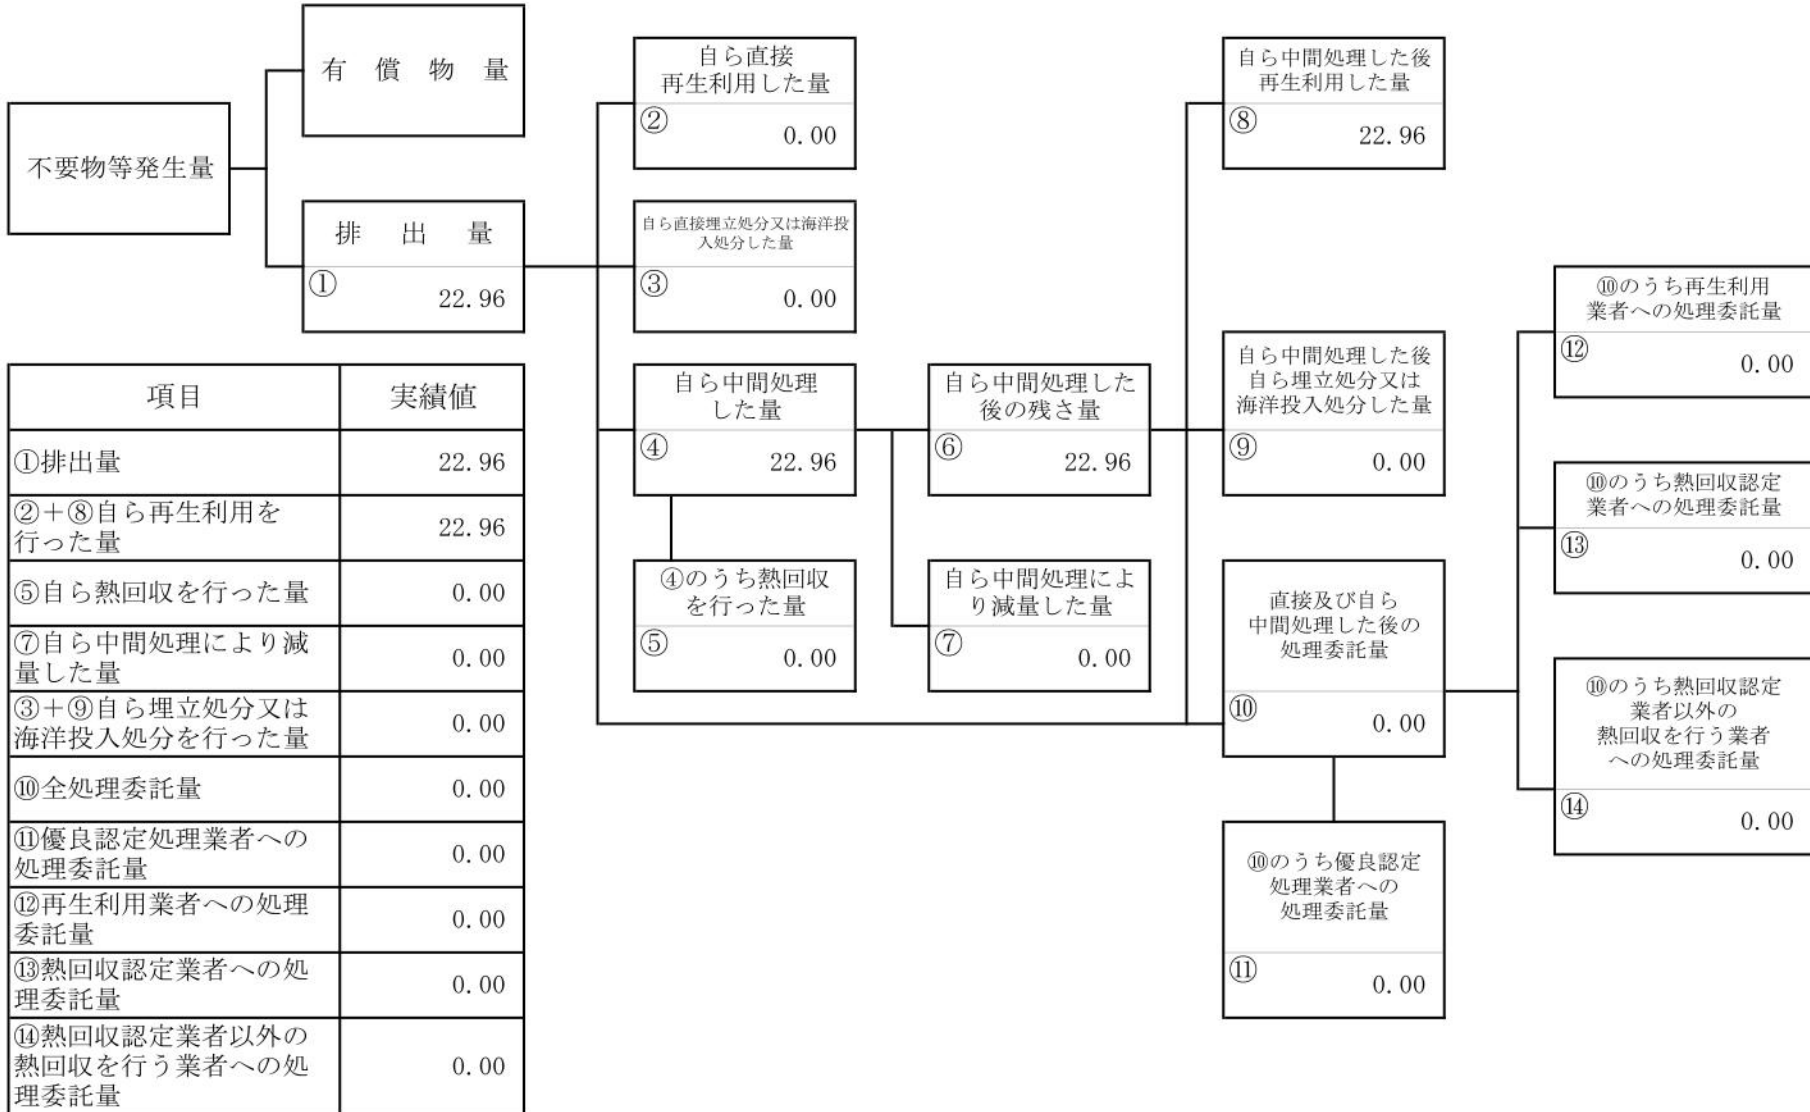 不要物等発生量
有償物量
排出量
①
22.96
自ら直接
再生利用した量
②
0.00
自ら直接埋立処分又は海洋投
入処分した量
③
0.00
自ら中間処理
した量
④
22.96
④のうち熱回収
を行った量
⑤
0.00
自ら中間処理した
後の残さ量
⑥
22.96
自ら中間処理によ
り減量した量
⑦
0.00
自ら中間処理した後
再生利用した量
⑧
22.96
自ら中間処理した後
自ら埋立処分又は
海洋投入処分した量
⑨
0.00
直接及び自ら
中間処理した後の
処理委託量
⑩
0.00
⑩のうち優良認定
処理業者への
処理委託量
⑪
0.00
⑩のうち再生利用
業者への処理委託量
⑫
0.00
⑩のうち熱回収認定
業者への処理委託量
⑬
0.00
⑩のうち熱回収認定
業者以外の
熱回収を行う業者
への処理委託量
⑭
0.00
項目 実績値
①排出量 22.96
②＋⑧自ら再生利用を
行った量 22.96
⑤自ら熱回収を行った量 0.00
⑦自ら中間処理により減
量した量 0.00
③＋⑨自ら埋立処分又は
海洋投入処分を行った量 0.00
⑩全処理委託量 0.00
⑪優良認定処理業者への
処理委託量 0.00
⑫再生利用業者への処理
委託量 0.00
⑬熱回収認定業者への処
理委託量 0.00
⑭熱回収認定業者以外の
熱回収を行う業者への処
理委託量 0.00